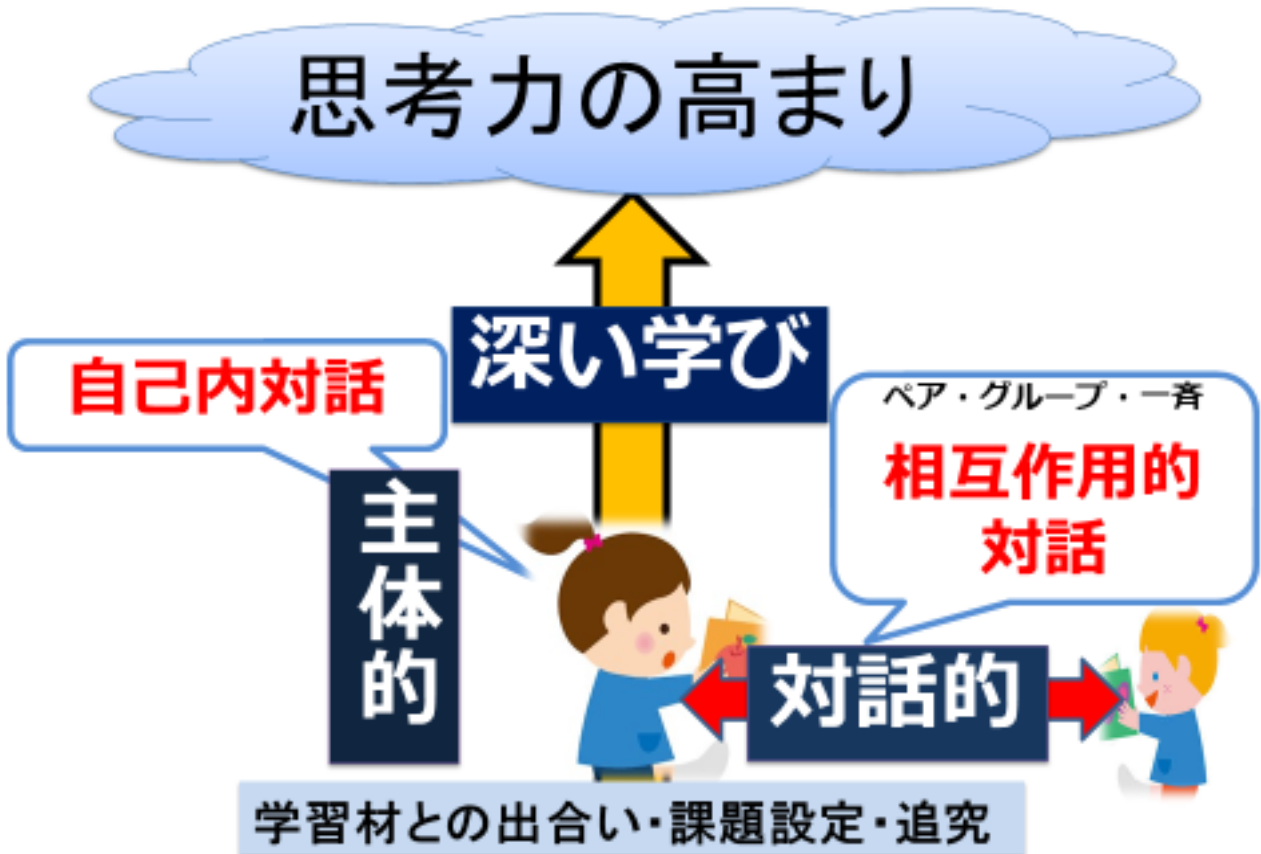 思考力の高まり
深い学び
自己内対話
ペア・グループ・一斉
相互作用的
対話
主体的
対話的
学習材との出合い・課題設定・追究